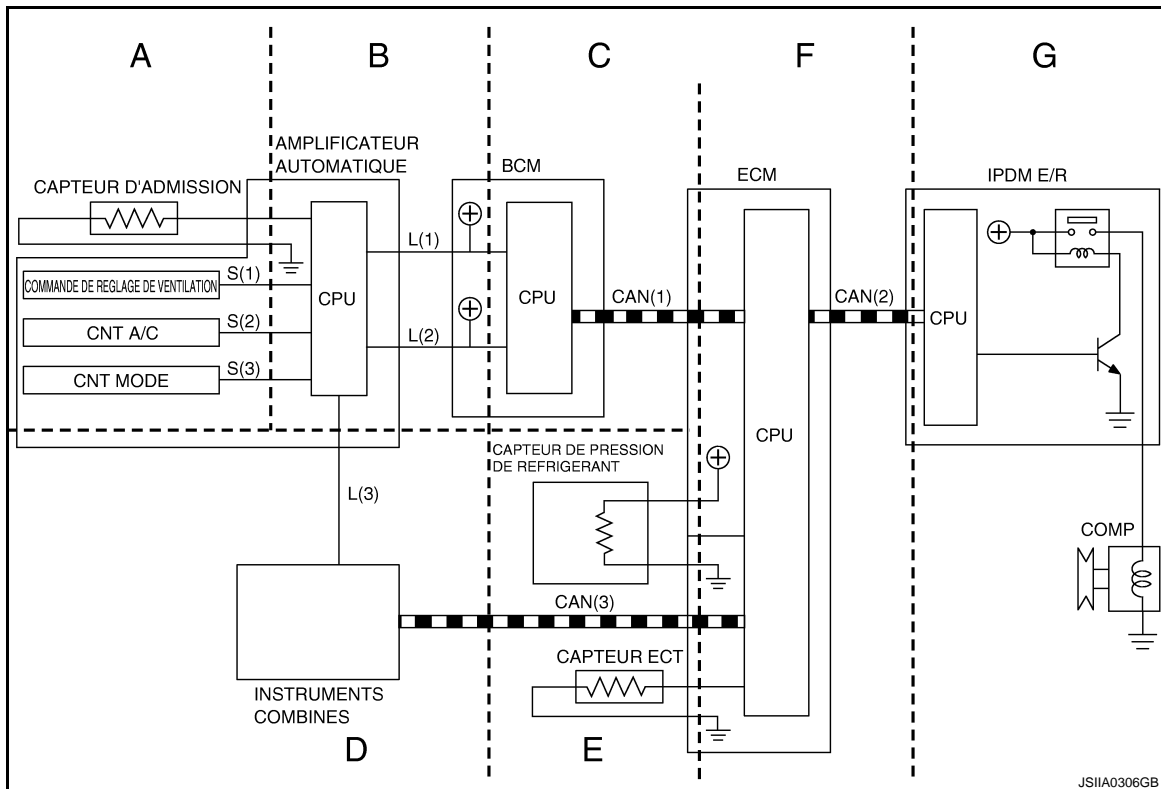 A
B
C
F
G
AMPLIFICATEUR
AUTOMATIQUE
BCM
ECM
IPDM E/R
CAPTEUR D'ADMISSION
L(1)
S(1)
COMMANDE DE REGLAGE DE VENTILATION
CPU
CPU
CAN(1)
CAN(2)
CPU
S(2)
CNT A/C
L(2)
S(3)
CNT MODE
CPU
CAPTEUR DE PRESSION
DE REFRIGERANT
L(3)
COMP
CAN(3)
CAPTEUR ECT
INSTRUMENTS
COMBINES
D
E
JSIIA0306GB